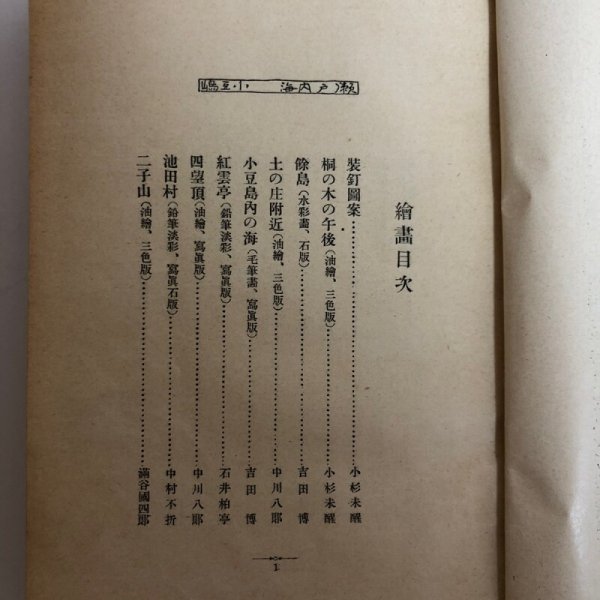 瀬戸内海 小豆嶋
繪畫目次
裝釘圖案……………………小杉未醒
桐の木の午後(油繪、三色版)……………小杉未醒
餘島(水彩畫、石版)……………………吉田博
土の庄附近(油繪、三色版)………………中川八郎
小豆島內の海(毛筆畫、寫眞版)…………吉田博
紅雲亭(鉛筆淡彩、寫眞版)………………石井柏亭
四望頂(油繪、寫眞版)……………………中川八郎
池田村(鉛筆淡彩、寫眞石版)……………中村不折
二子山(油繪、三色版)……………………滿谷國四郎
1